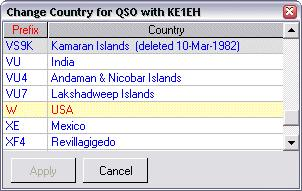 Change Country for QSO with KE1EH
Prefix Country
VS9K Kamaran Islands (deleted 10-Mar-1982)
VU India
VU4 Andaman & Nicobar Islands
VU7 Lakshadweep Islands
W USA
XE Mexico
XF4 Revillagigedo
Apply Cancel